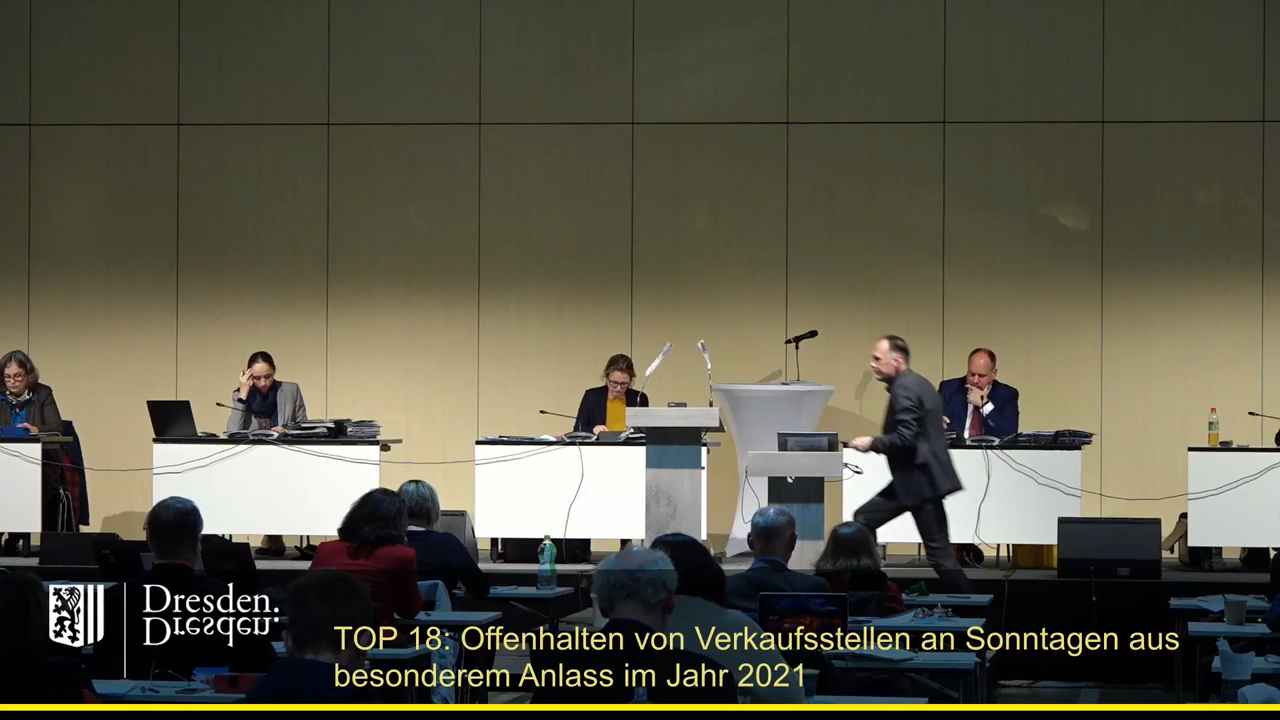 Dresden.
Dresden.
TOP 18: Offenhalten von Verkaufsstellen an Sonntagen aus
besonderem Anlass im Jahr 2021